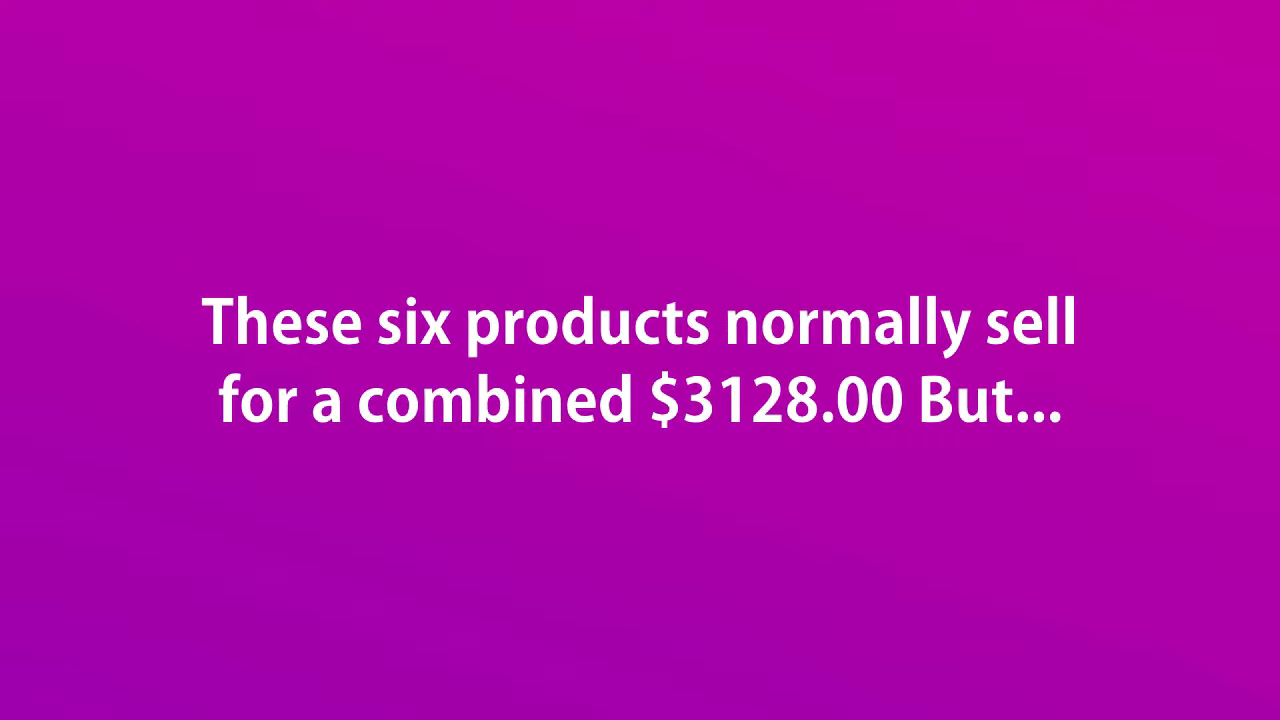 These six products normally sell
for a combined $3128.00 But...